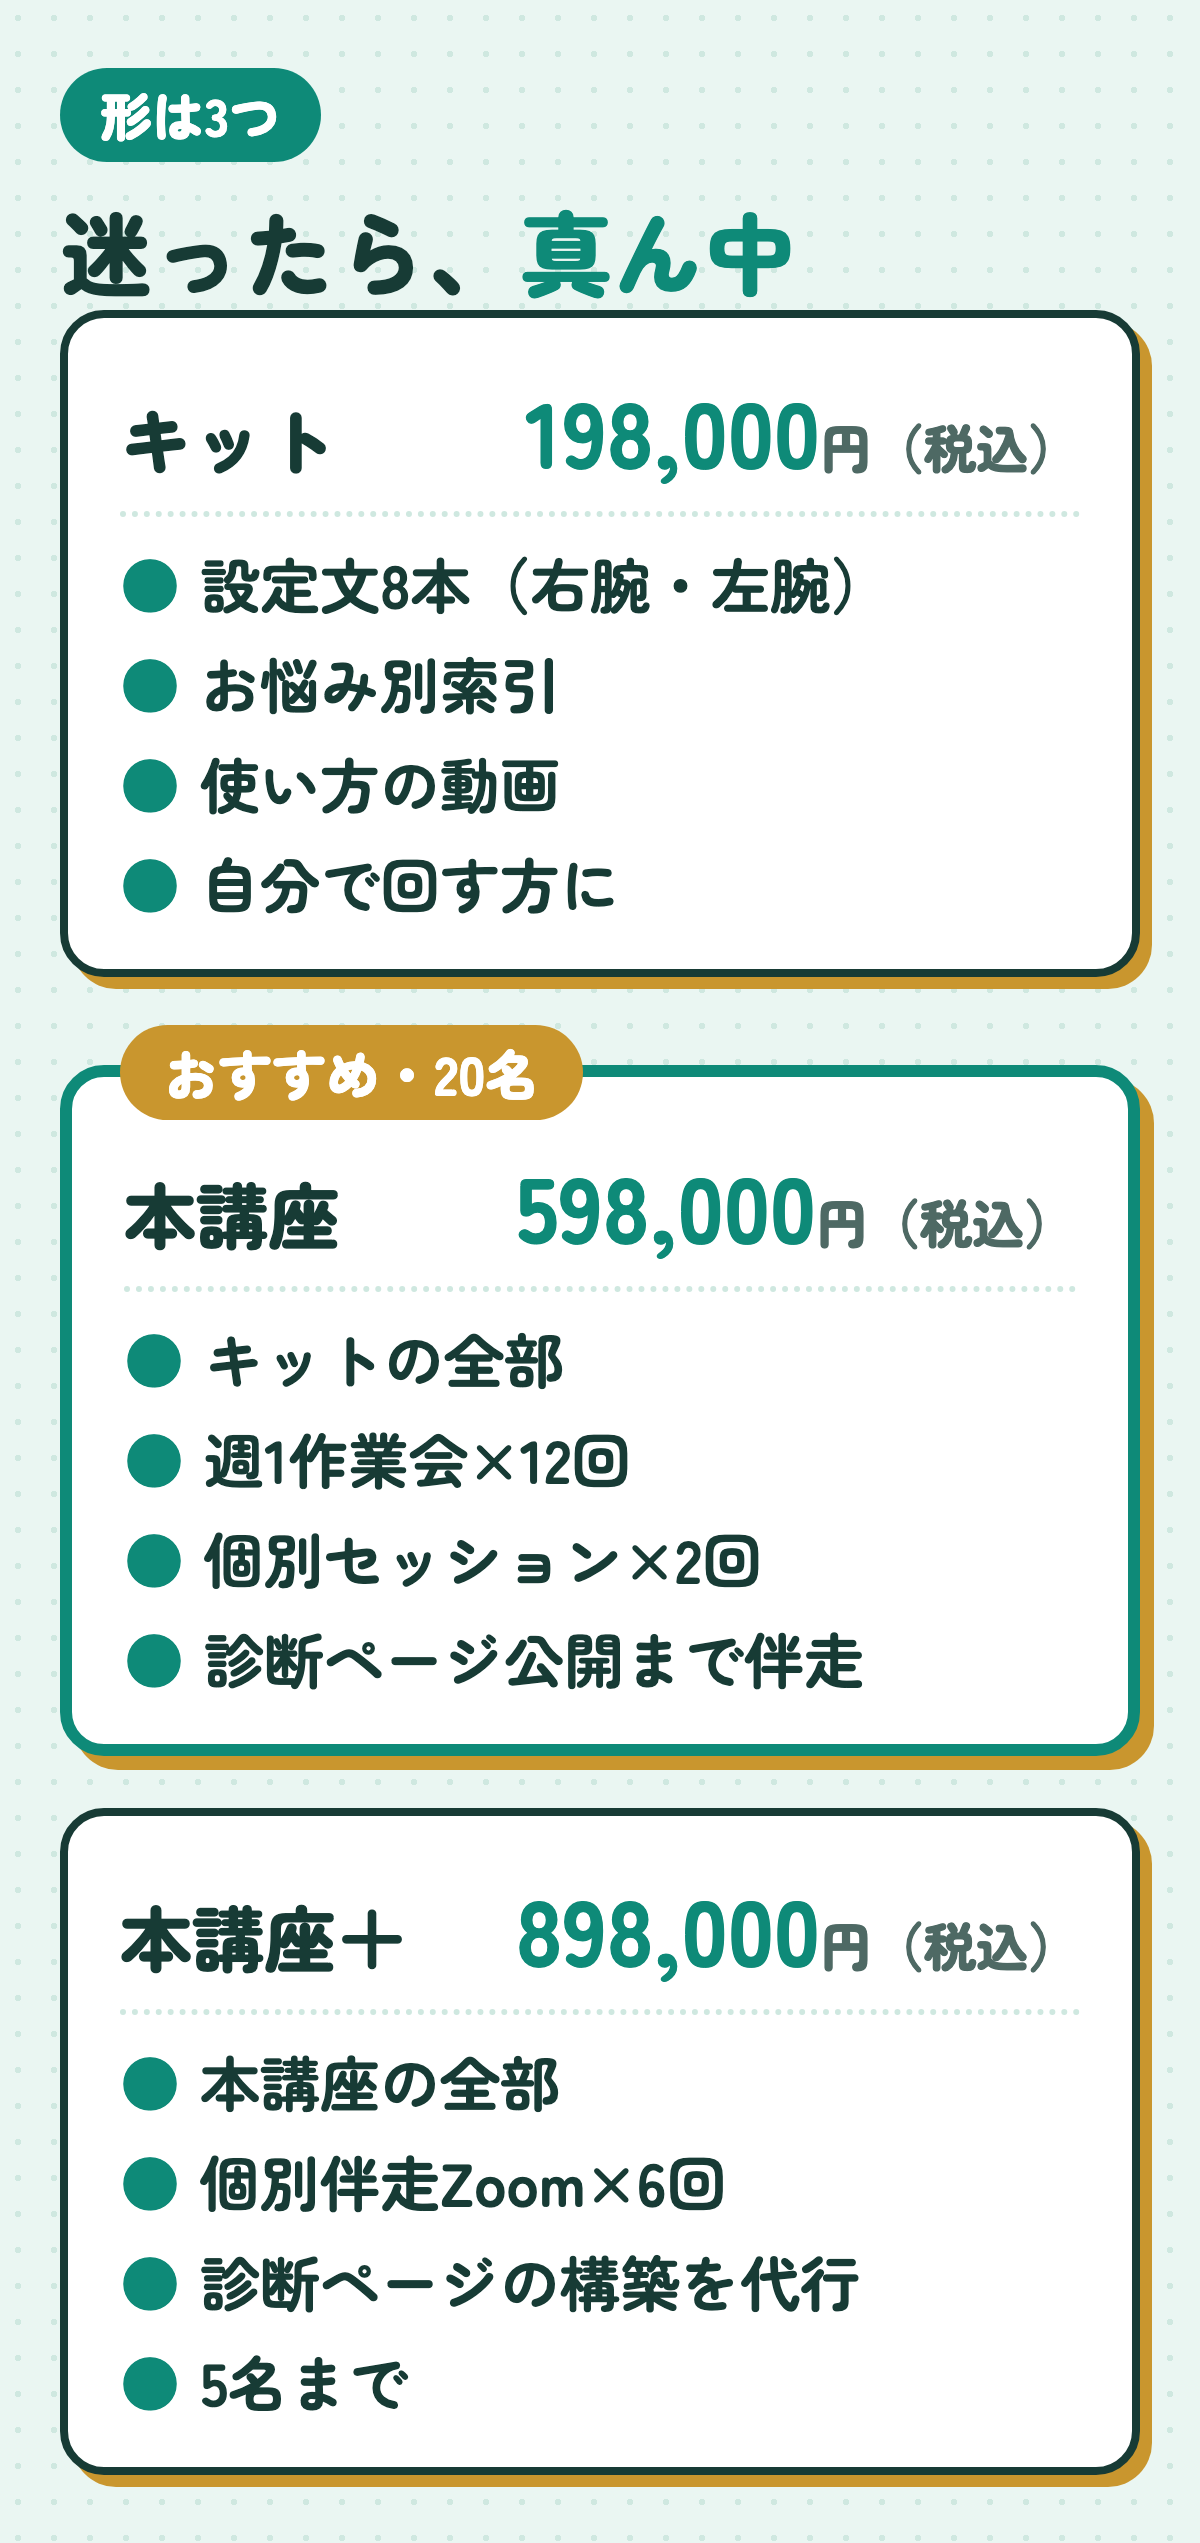 形は3つ
迷ったら、真ん中
キット 198,000円（税込）
設定文8本（右腕・左腕）
お悩み別索引
使い方の動画
自分で回す方に
おすすめ・20名
本講座 598,000円（税込）
キットの全部
週1作業会×12回
個別セッション×2回
診断ページ公開まで伴走
本講座＋ 898,000円（税込）
本講座の全部
個別伴走Zoom×6回
診断ページの構築を代行
5名まで